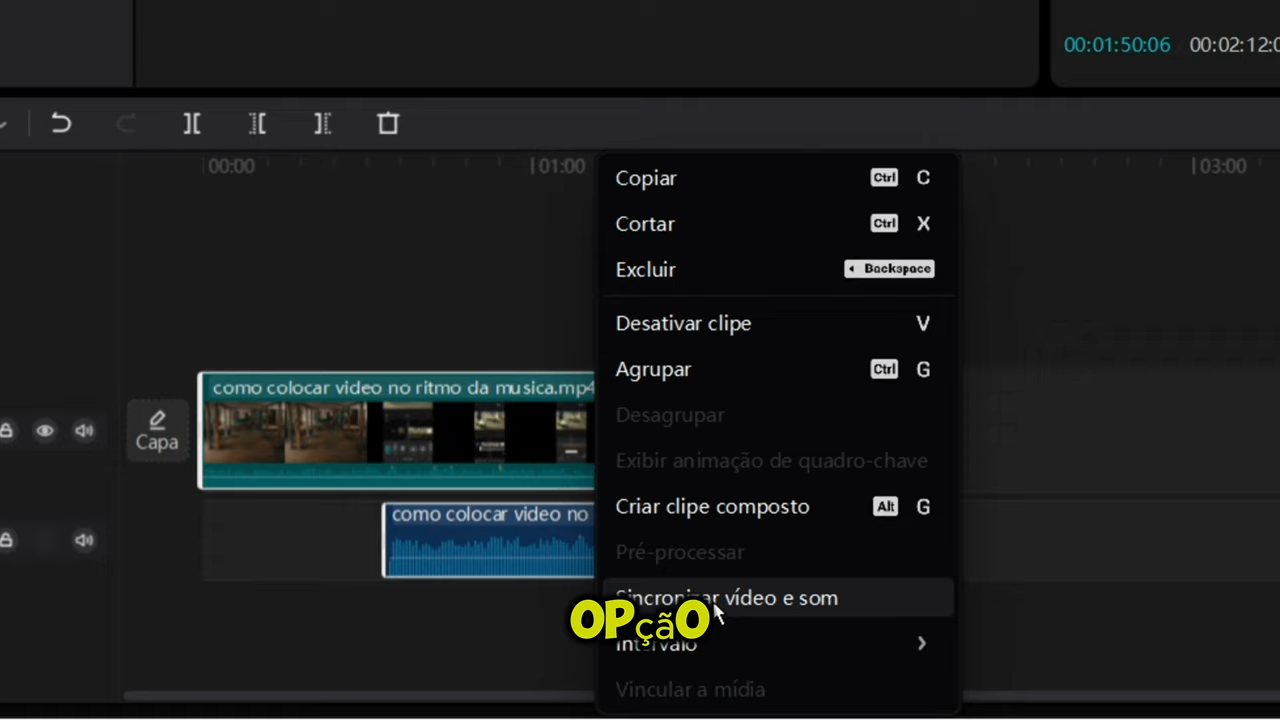 00:01:50:06 00:02:12:0
00:00 01:00 03:00
Copiar Ctrl C
Cortar Ctrl X
Excluir Backspace
Desativar clipe V
como colocar video no ritmo da musica.mp4
Agrupar Ctrl G
Desagrupar
Capa
Exibir animação de quadro-chave
Criar clipe composto Alt G
como colocar video no
Pré-processar
Sincronizar vídeo e som
OPçãO
Intervalo
Vincular a mídia